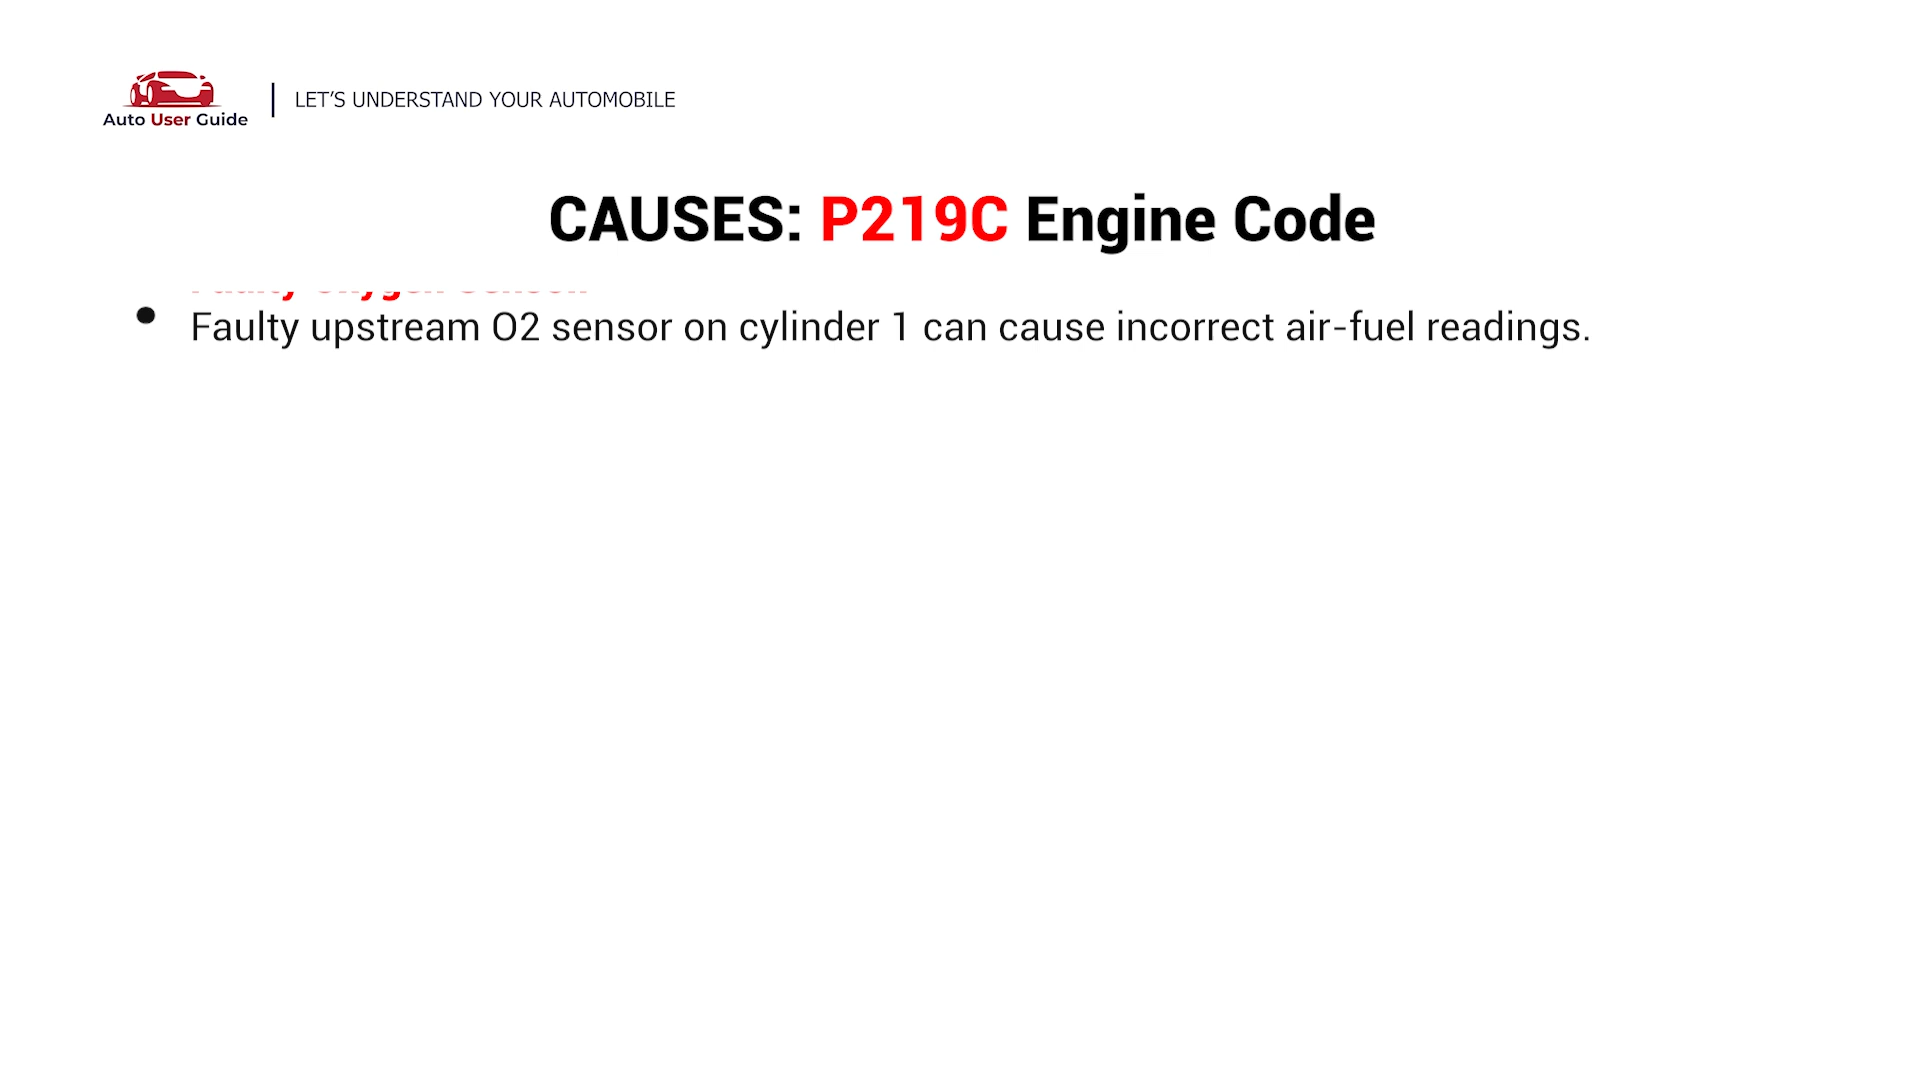 Auto User Guide
LET'S UNDERSTAND YOUR AUTOMOBILE
CAUSES: P219C Engine Code
Faulty upstream O2 sensor on cylinder 1 can cause incorrect air-fuel readings.